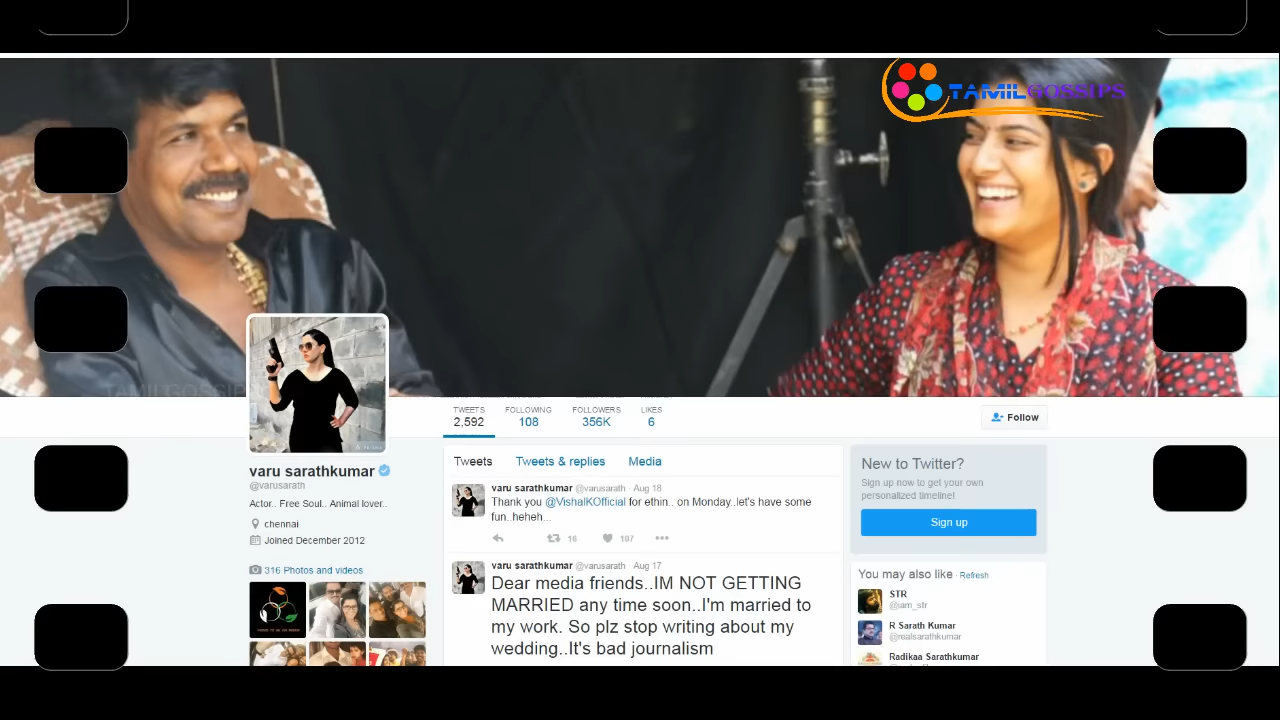 TAMILGOSSIPS
TAMILGOSSIP
TWEETS
2,592
FOLLOWING
108
FOLLOWERS
356K
LIKES
6
Follow
varu sarathkumar
@varusarath
Actor.. Free Soul.. Animal lover..
chennai
Joined December 2012
316 Photos and videos
Tweets
Tweets & replies
Media
varu sarathkumar @varusarath · Aug 18
Thank you @VishalKOfficial for ethin.. on Monday..let's have some
fun..heheh...
16
107
varu sarathkumar @varusarath · Aug 17
Dear media friends..IM NOT GETTING
MARRIED any time soon..I'm married to
my work. So plz stop writing about my
wedding..It's bad journalism
New to Twitter?
Sign up now to get your own
personalized timeline!
Sign up
You may also like · Refresh
STR
@iam_str
R Sarath Kumar
@realsarathkumar
Radikaa Sarathkumar